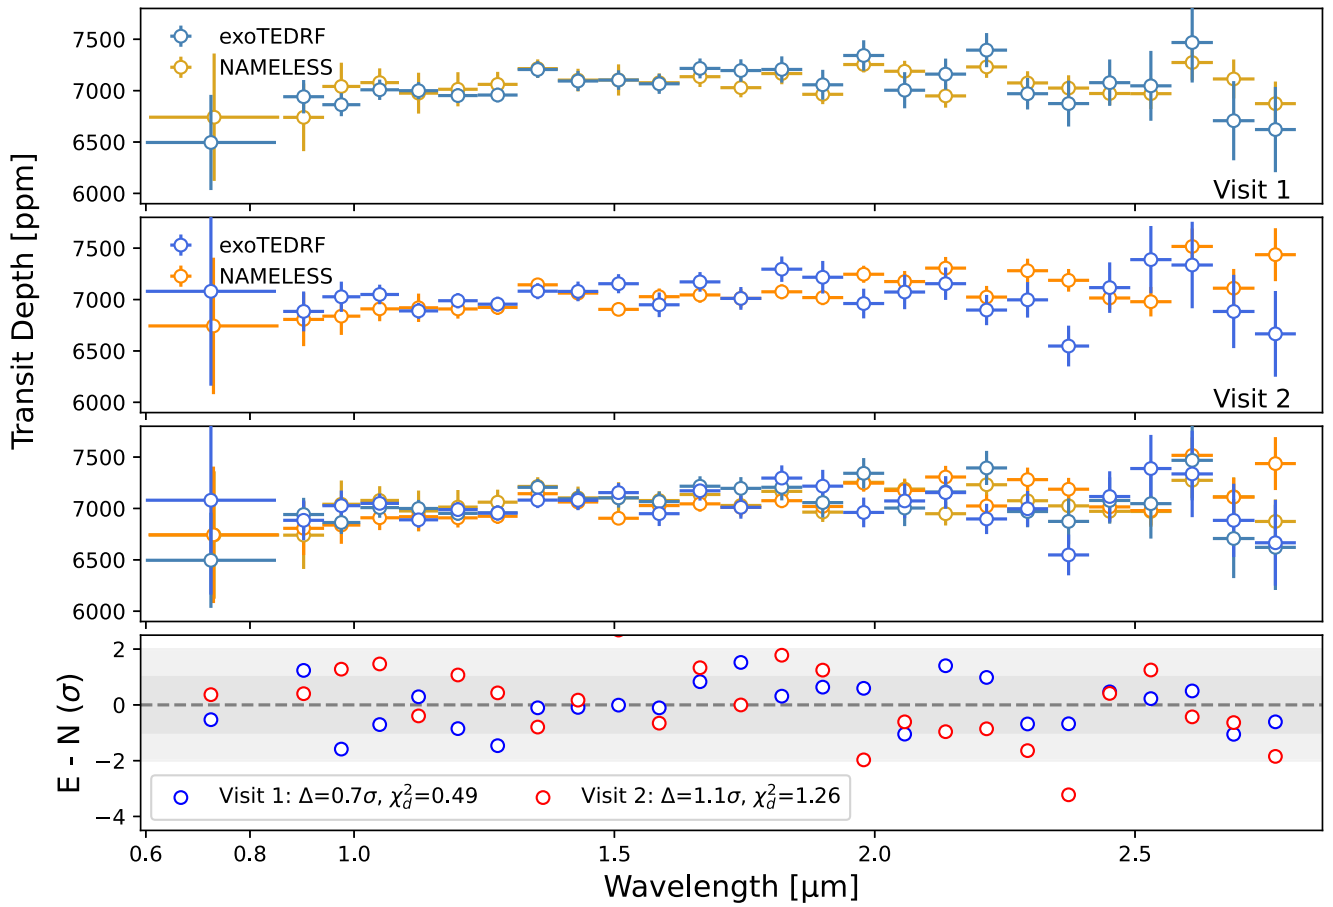 Transit Depth [ppm]
7500
7000
6500
6000
exoTEDRF
NAMELESS
Visit 1
7500
7000
6500
6000
exoTEDRF
NAMELESS
Visit 2
7500
7000
6500
6000
E - N (σ)
2
0
−2
−4
Visit 1: Δ=0.7σ, χ²_d=0.49
Visit 2: Δ=1.1σ, χ²_d=1.26
0.6 0.8 1.0 1.5 2.0 2.5
Wavelength [μm]